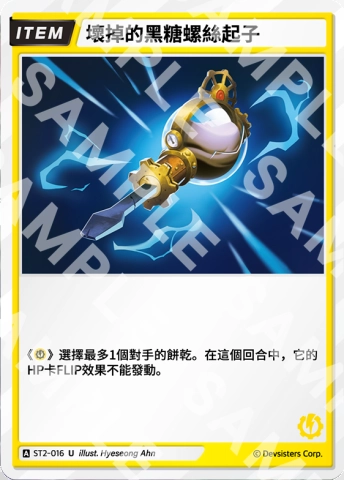 ITEM
壞掉的黑糖螺絲起子
SAMPLE
《 》選擇最多1個對手的餅乾。在這個回合中，它的
HP卡FLIP效果不能發動。
A ST2-016 U illust. Hyeseong Ahn
© Devsisters Corp.